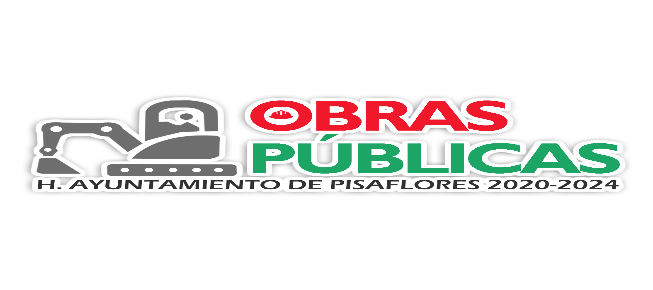 OBRAS
PÚBLICAS
H. AYUNTAMIENTO DE PISAFLORES 2020-2024